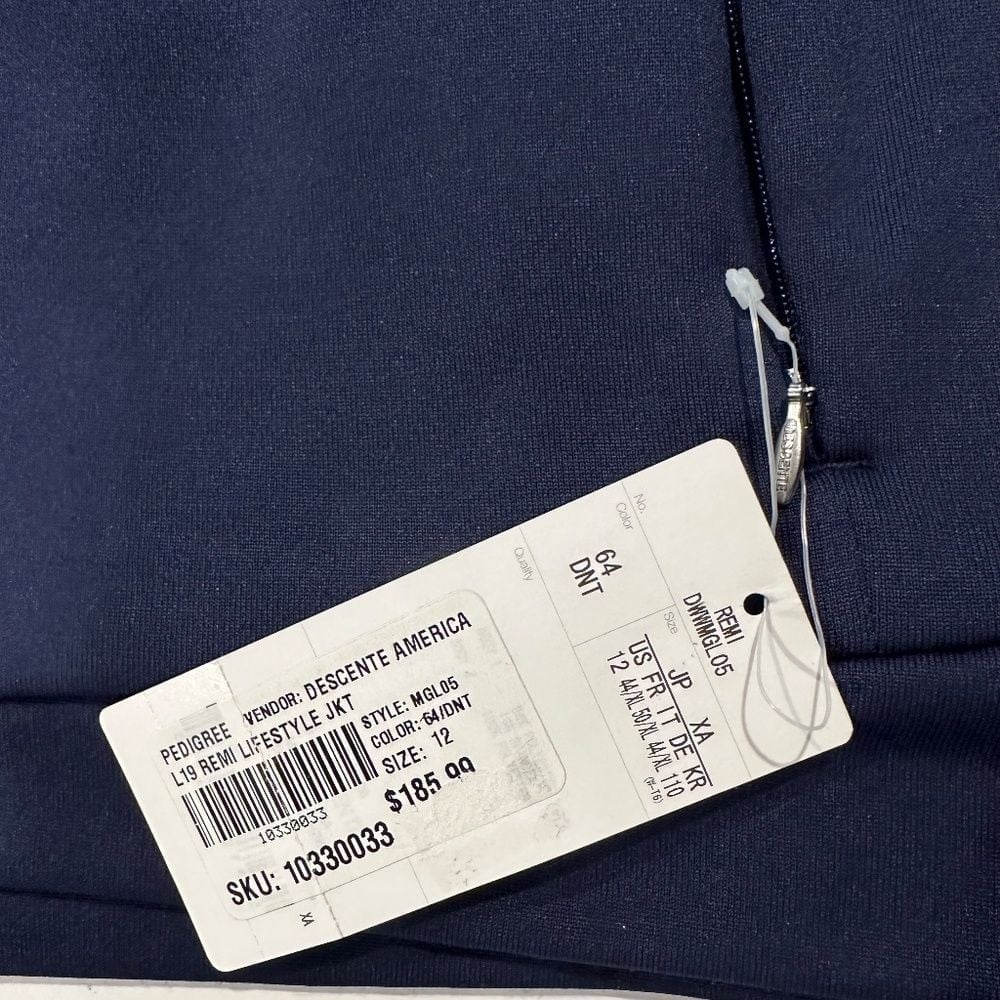 PEDIGREE VENDOR: DESCENTE AMERICA
L19 REMI LIFESTYLE JKT
STYLE: MGL05
COLOR: 64/DNT
SIZE: 12
10330033
$185.99
SKU: 10330033
XA
No.
REMI
DWWMGL05
Color
64
DNT
Size
JP XA
US FR IT DE KR
12 44/XL 50/XL 44/XL 110
(W-T6)
Quality
DESCENTE